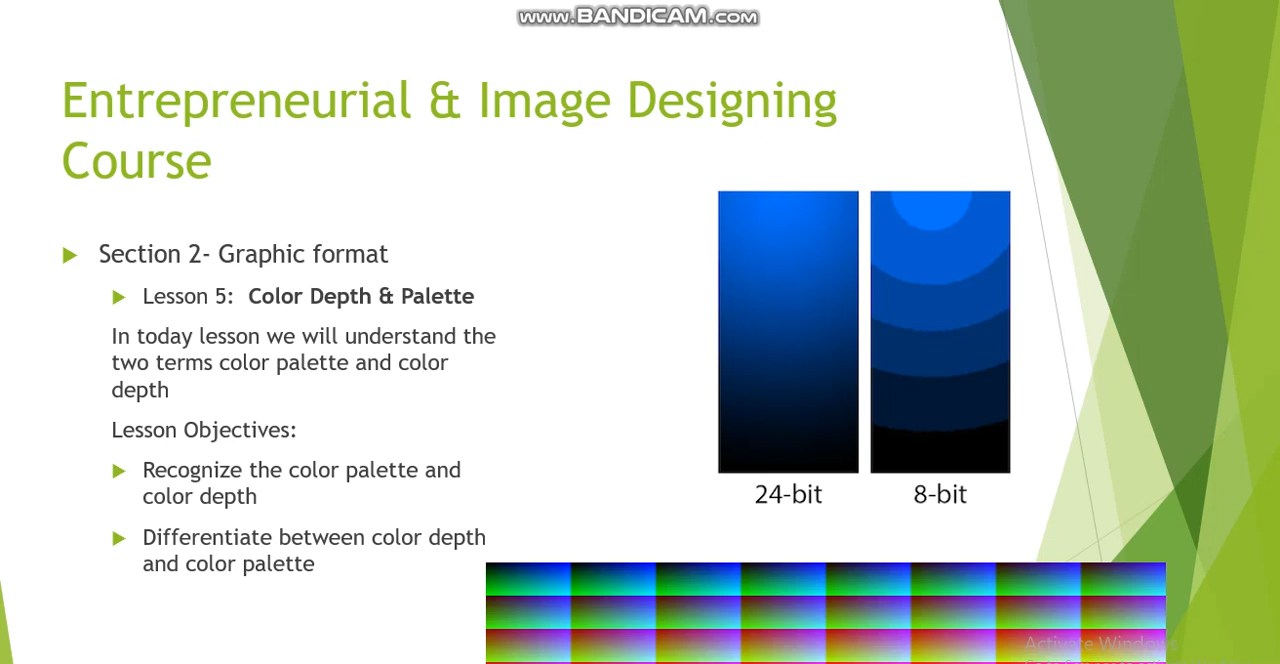 www.BANDICAM.com
Entrepreneurial & Image Designing
Course
Section 2- Graphic format
Lesson 5: Color Depth & Palette
In today lesson we will understand the
two terms color palette and color
depth
Lesson Objectives:
Recognize the color palette and
color depth
Differentiate between color depth
and color palette
24-bit
8-bit
Activate Windows